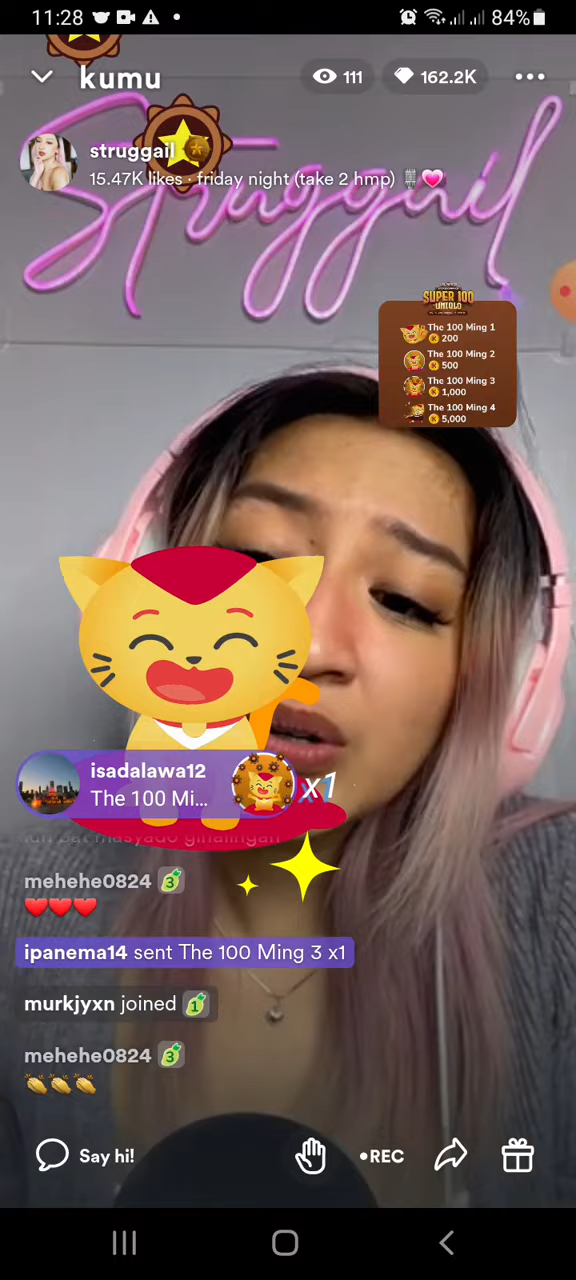 11:28
84%
kumu
111
162.2K
struggail
15.47K likes · friday night (take 2 hmp)
Struggail
SUPER 100
UNTOLD
The 100 Ming 1
200
The 100 Ming 2
500
The 100 Ming 3
1,000
The 100 Ming 4
5,000
isadalawa12
The 100 Mi...
x1
masyado ginalingan
mehehe0824 3
ipanema14 sent The 100 Ming 3 x1
murkjyxn joined 1
mehehe0824 3
Say hi!
•REC